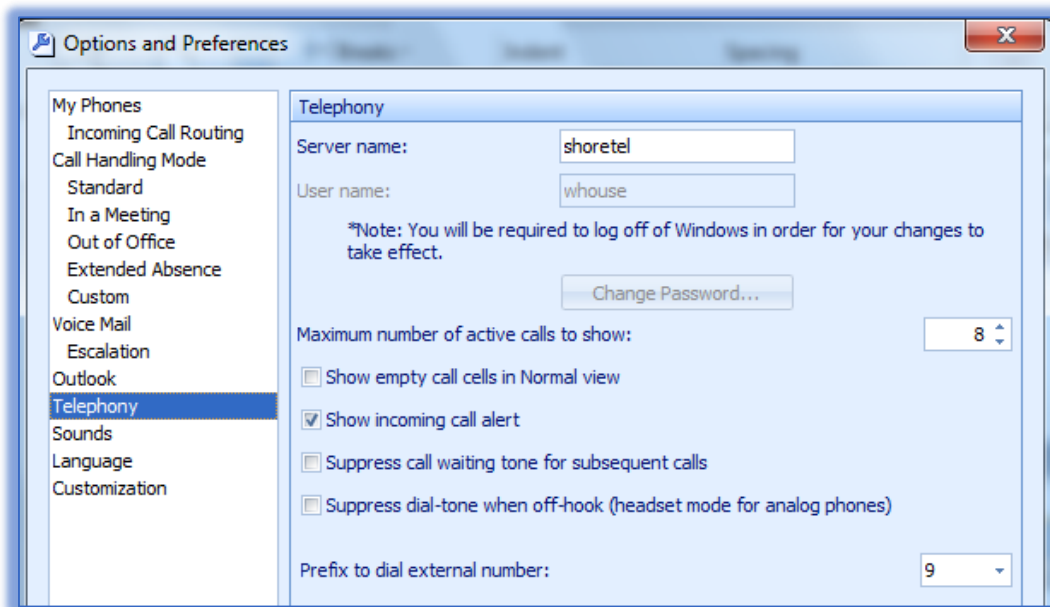 Options and Preferences
Breaks
Indent
Spacing
My Phones
Incoming Call Routing
Call Handling Mode
Standard
In a Meeting
Out of Office
Extended Absence
Custom
Voice Mail
Escalation
Outlook
Telephony
Sounds
Language
Customization
Telephony
Server name:
shoretel
User name:
whouse
*Note: You will be required to log off of Windows in order for your changes to
take effect.
Change Password...
Maximum number of active calls to show:
8
Show empty call cells in Normal view
Show incoming call alert
Suppress call waiting tone for subsequent calls
Suppress dial-tone when off-hook (headset mode for analog phones)
Prefix to dial external number:
9